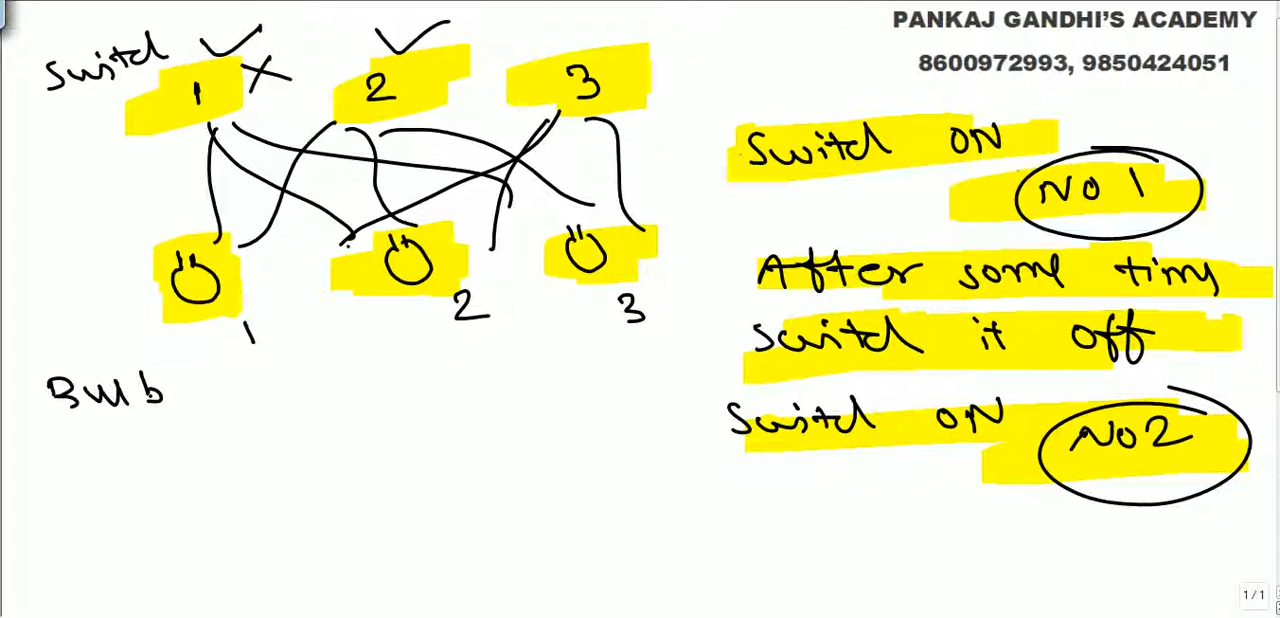 PANKAJ GANDHI'S ACADEMY
8600972993, 9850424051
Switch
1 2 3
1 2 3
Bulb
Switch ON
NO 1
After some time
switch it off
Switch ON
NO 2
1 / 1